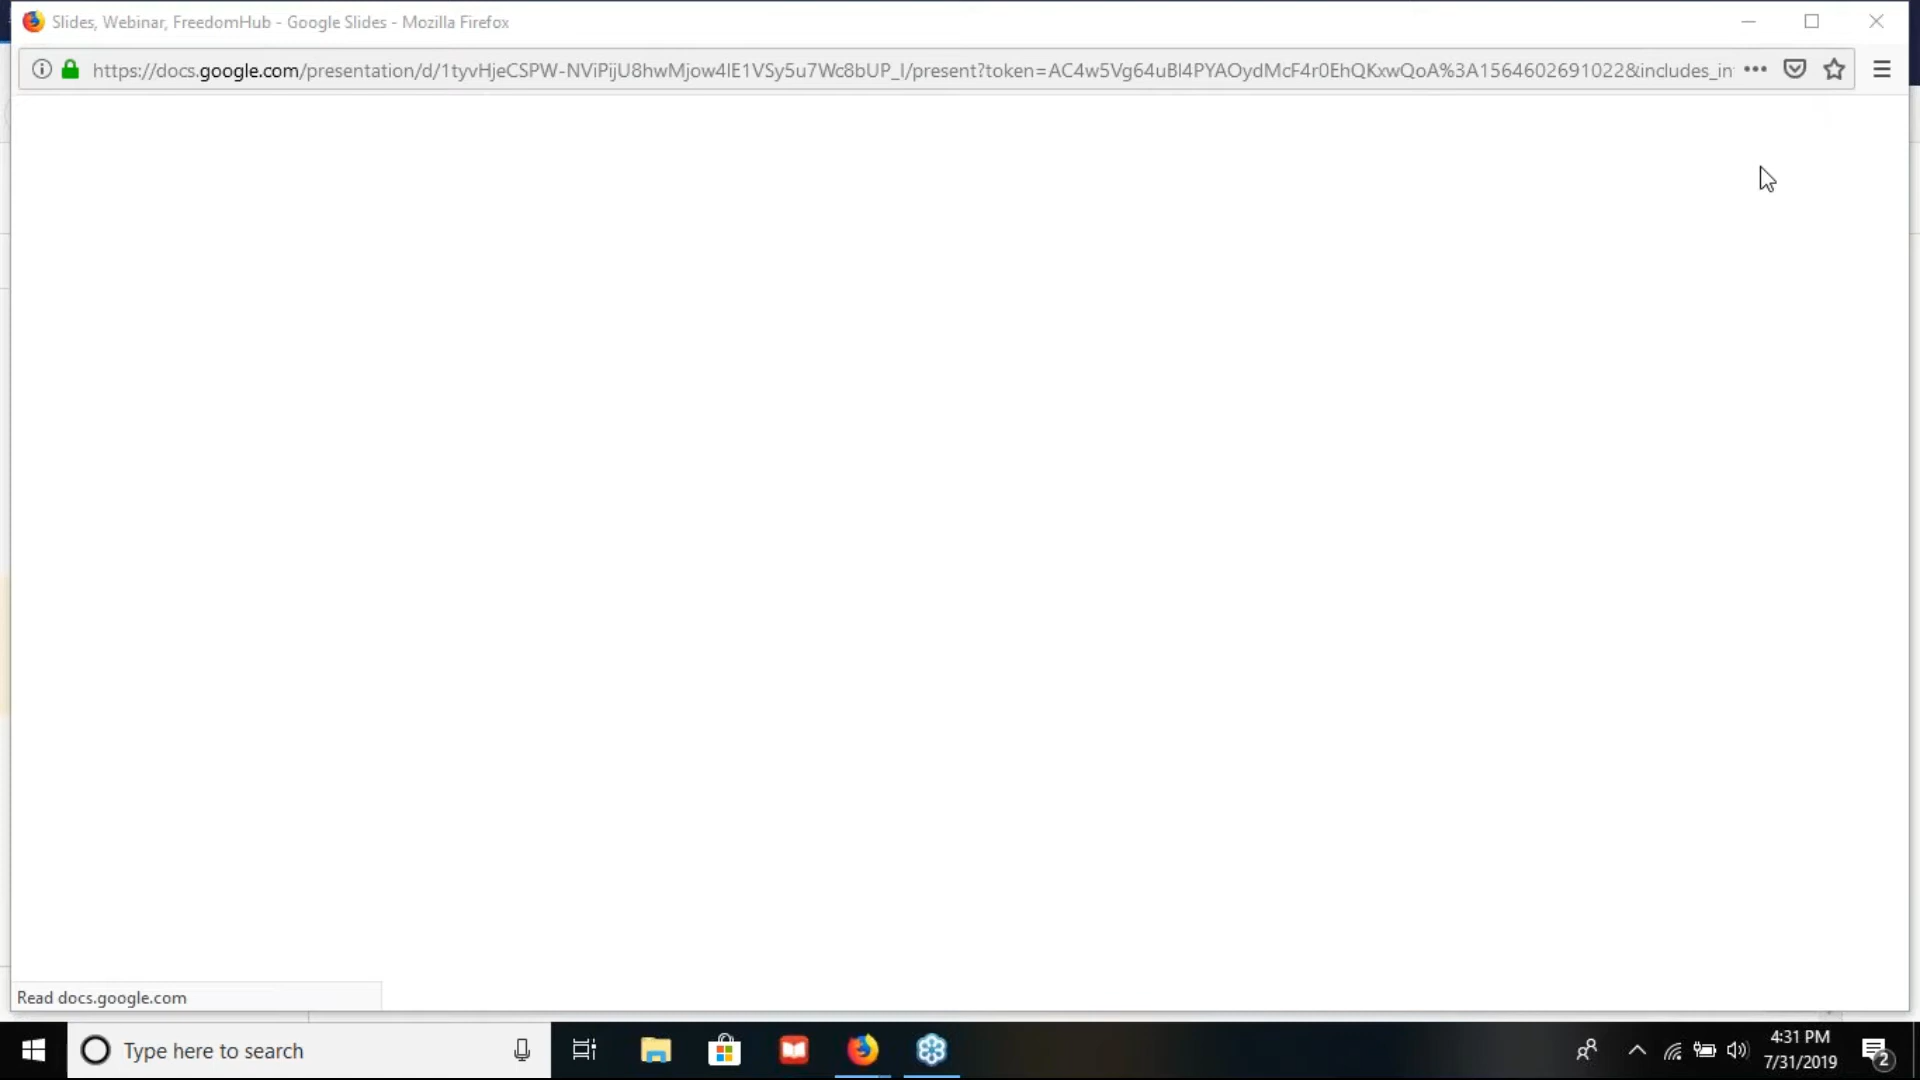 Slides, Webinar, FreedomHub - Google Slides - Mozilla Firefox
https://docs.google.com/presentation/d/1tyvHjeCSPW-NViPijU8hwMjow4lE1VSy5u7Wc8bUP_I/present?token=AC4w5Vg64uBl4PYAOydMcF4r0EhQKxwQoA%3A1564602691022&includes_in
Read docs.google.com
Type here to search
4:31 PM
7/31/2019
2